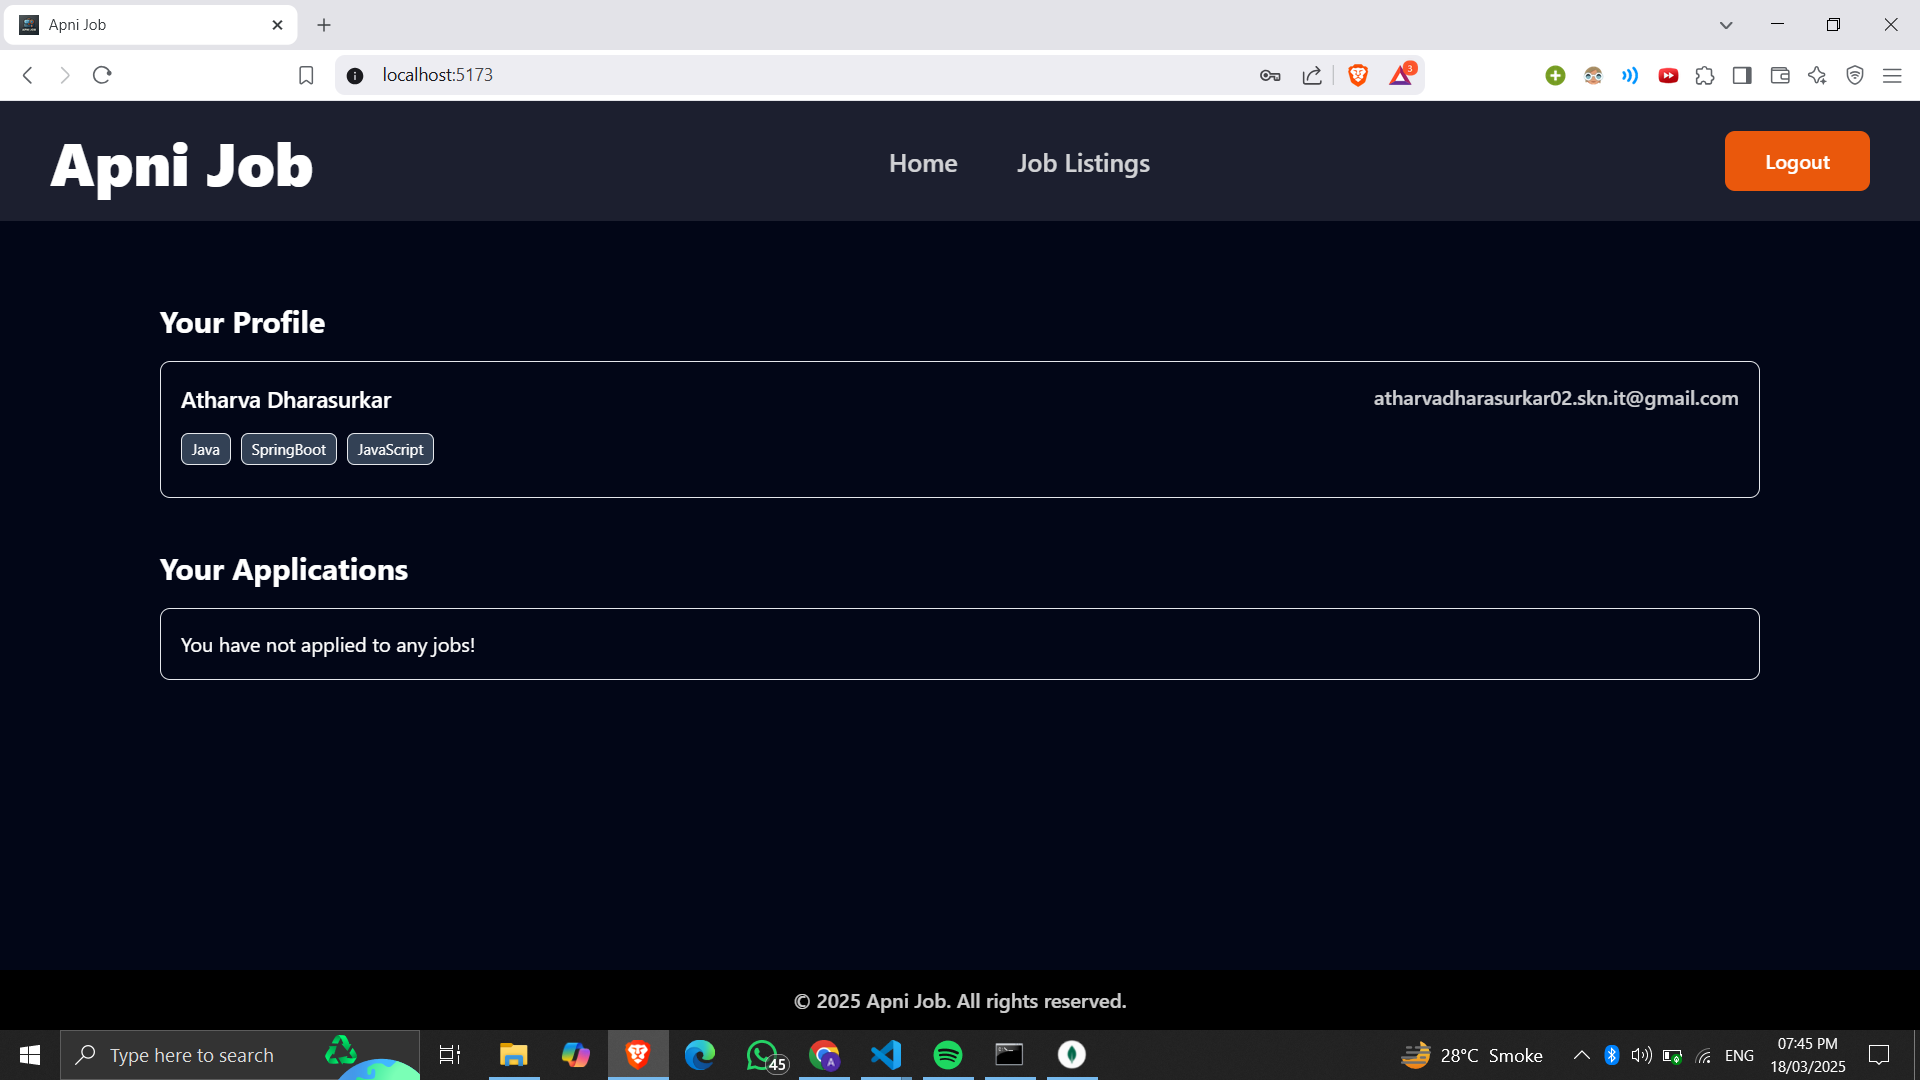 Apni Job
localhost:5173
3
Apni Job
Home
Job Listings
Logout
Your Profile
Atharva Dharasurkar
atharvadharasurkar02.skn.it@gmail.com
Java
SpringBoot
JavaScript
Your Applications
You have not applied to any jobs!
© 2025 Apni Job. All rights reserved.
Type here to search
45
A
28°C Smoke
ENG
07:45 PM
18/03/2025